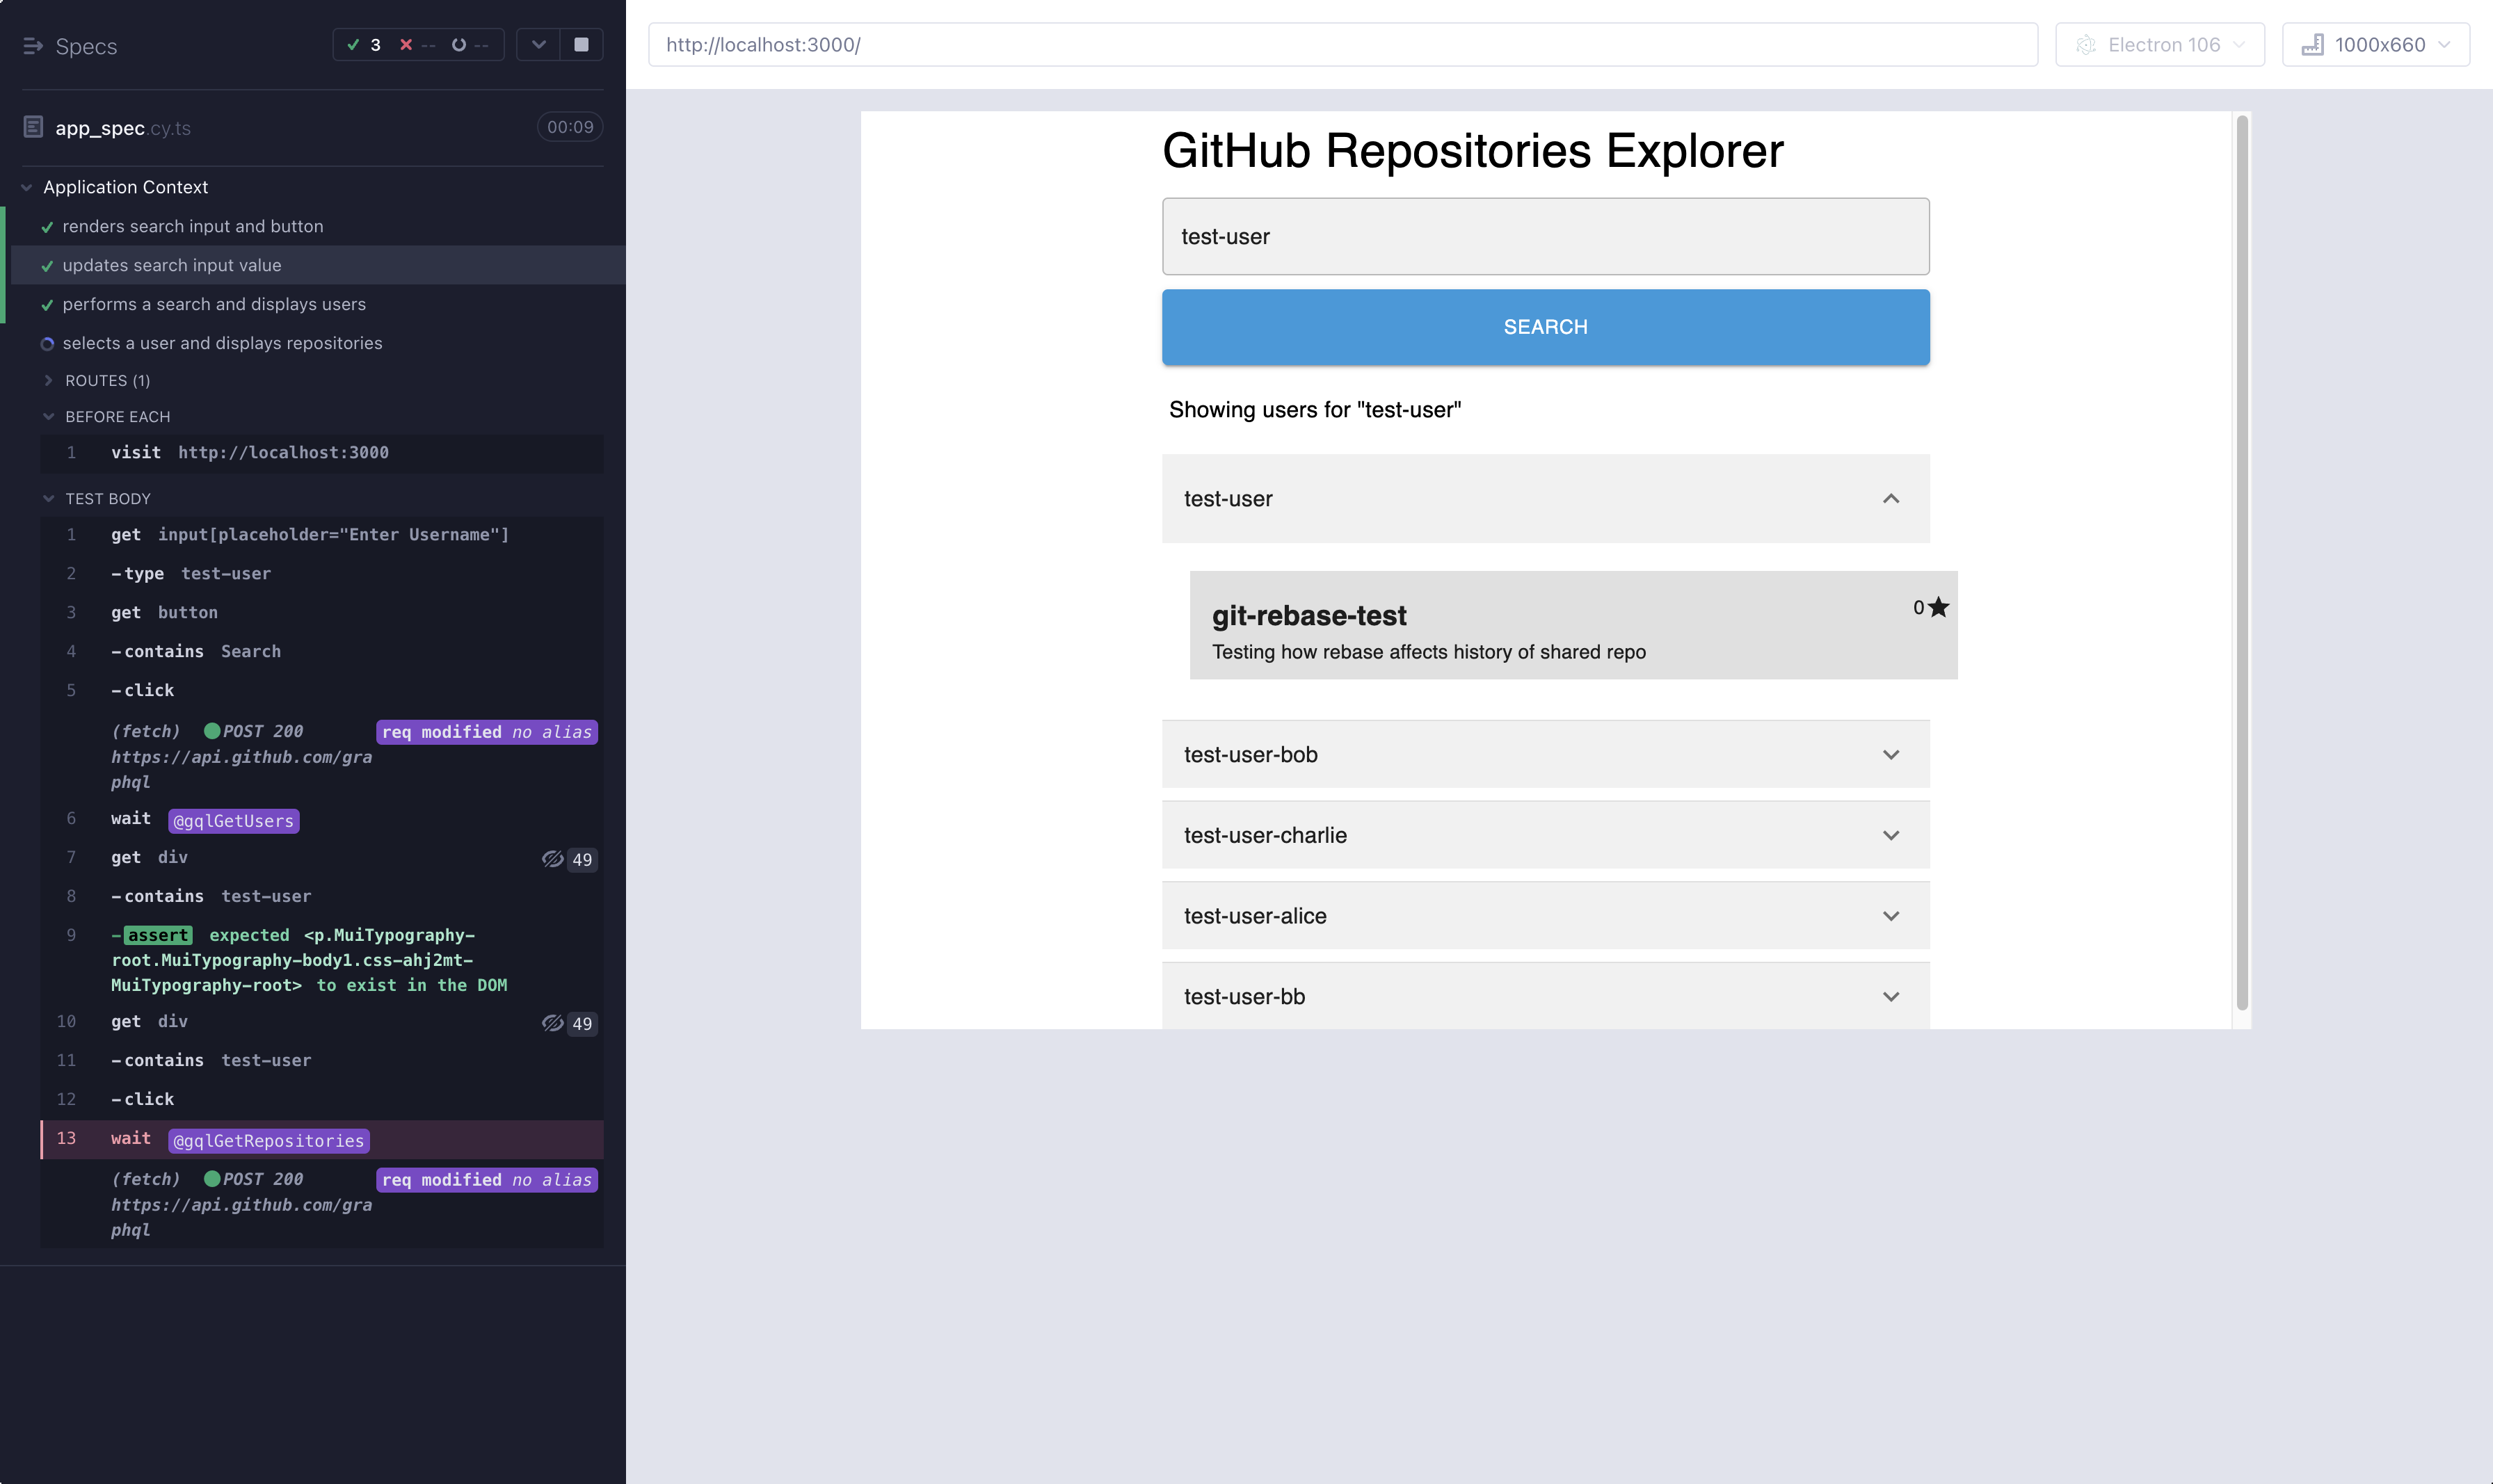 Specs
3 -- --
app_spec.cy.ts 00:09
Application Context
renders search input and button
updates search input value
performs a search and displays users
selects a user and displays repositories
ROUTES (1)
BEFORE EACH
1 visit http://localhost:3000
TEST BODY
1 get input[placeholder="Enter Username"]
2 -type test-user
3 get button
4 -contains Search
5 -click
(fetch) POST 200 req modified no alias
https://api.github.com/gra
phql
6 wait @gqlGetUsers
7 get div 49
8 -contains test-user
9 -assert expected <p.MuiTypography-
root.MuiTypography-body1.css-ahj2mt-
MuiTypography-root> to exist in the DOM
10 get div 49
11 -contains test-user
12 -click
13 wait @gqlGetRepositories
(fetch) POST 200 req modified no alias
https://api.github.com/gra
phql
http://localhost:3000/
Electron 106
1000x660
GitHub Repositories Explorer
test-user
SEARCH
Showing users for "test-user"
test-user
git-rebase-test 0
Testing how rebase affects history of shared repo
test-user-bob
test-user-charlie
test-user-alice
test-user-bb